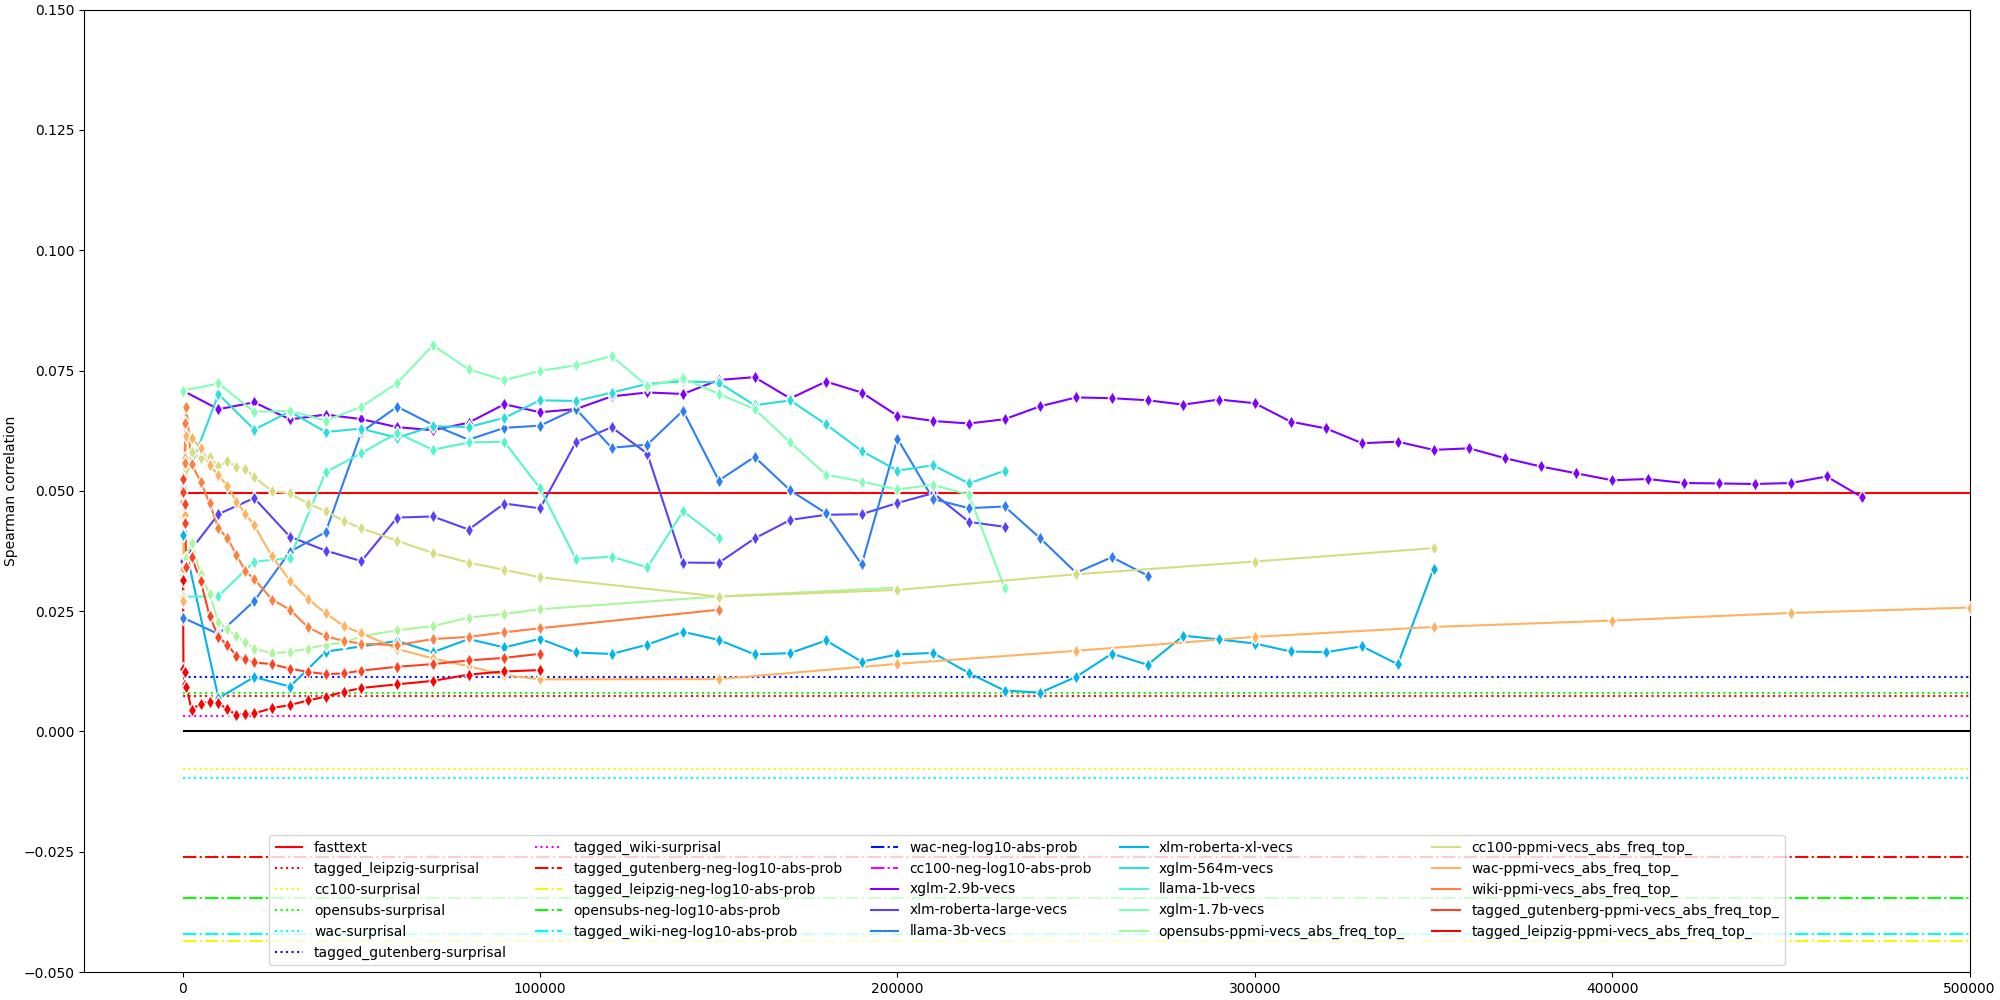 0.150
0.125
0.100
0.075
0.050
0.025
0.000
−0.025
−0.050
Spearman correlation
fasttext
tagged_leipzig-surprisal
cc100-surprisal
opensubs-surprisal
wac-surprisal
tagged_gutenberg-surprisal
tagged_wiki-surprisal
tagged_gutenberg-neg-log10-abs-prob
tagged_leipzig-neg-log10-abs-prob
opensubs-neg-log10-abs-prob
tagged_wiki-neg-log10-abs-prob
wac-neg-log10-abs-prob
cc100-neg-log10-abs-prob
xglm-2.9b-vecs
xlm-roberta-large-vecs
llama-3b-vecs
xlm-roberta-xl-vecs
xglm-564m-vecs
llama-1b-vecs
xglm-1.7b-vecs
opensubs-ppmi-vecs_abs_freq_top_
cc100-ppmi-vecs_abs_freq_top_
wac-ppmi-vecs_abs_freq_top_
wiki-ppmi-vecs_abs_freq_top_
tagged_gutenberg-ppmi-vecs_abs_freq_top_
tagged_leipzig-ppmi-vecs_abs_freq_top_
0 100000 200000 300000 400000 500000